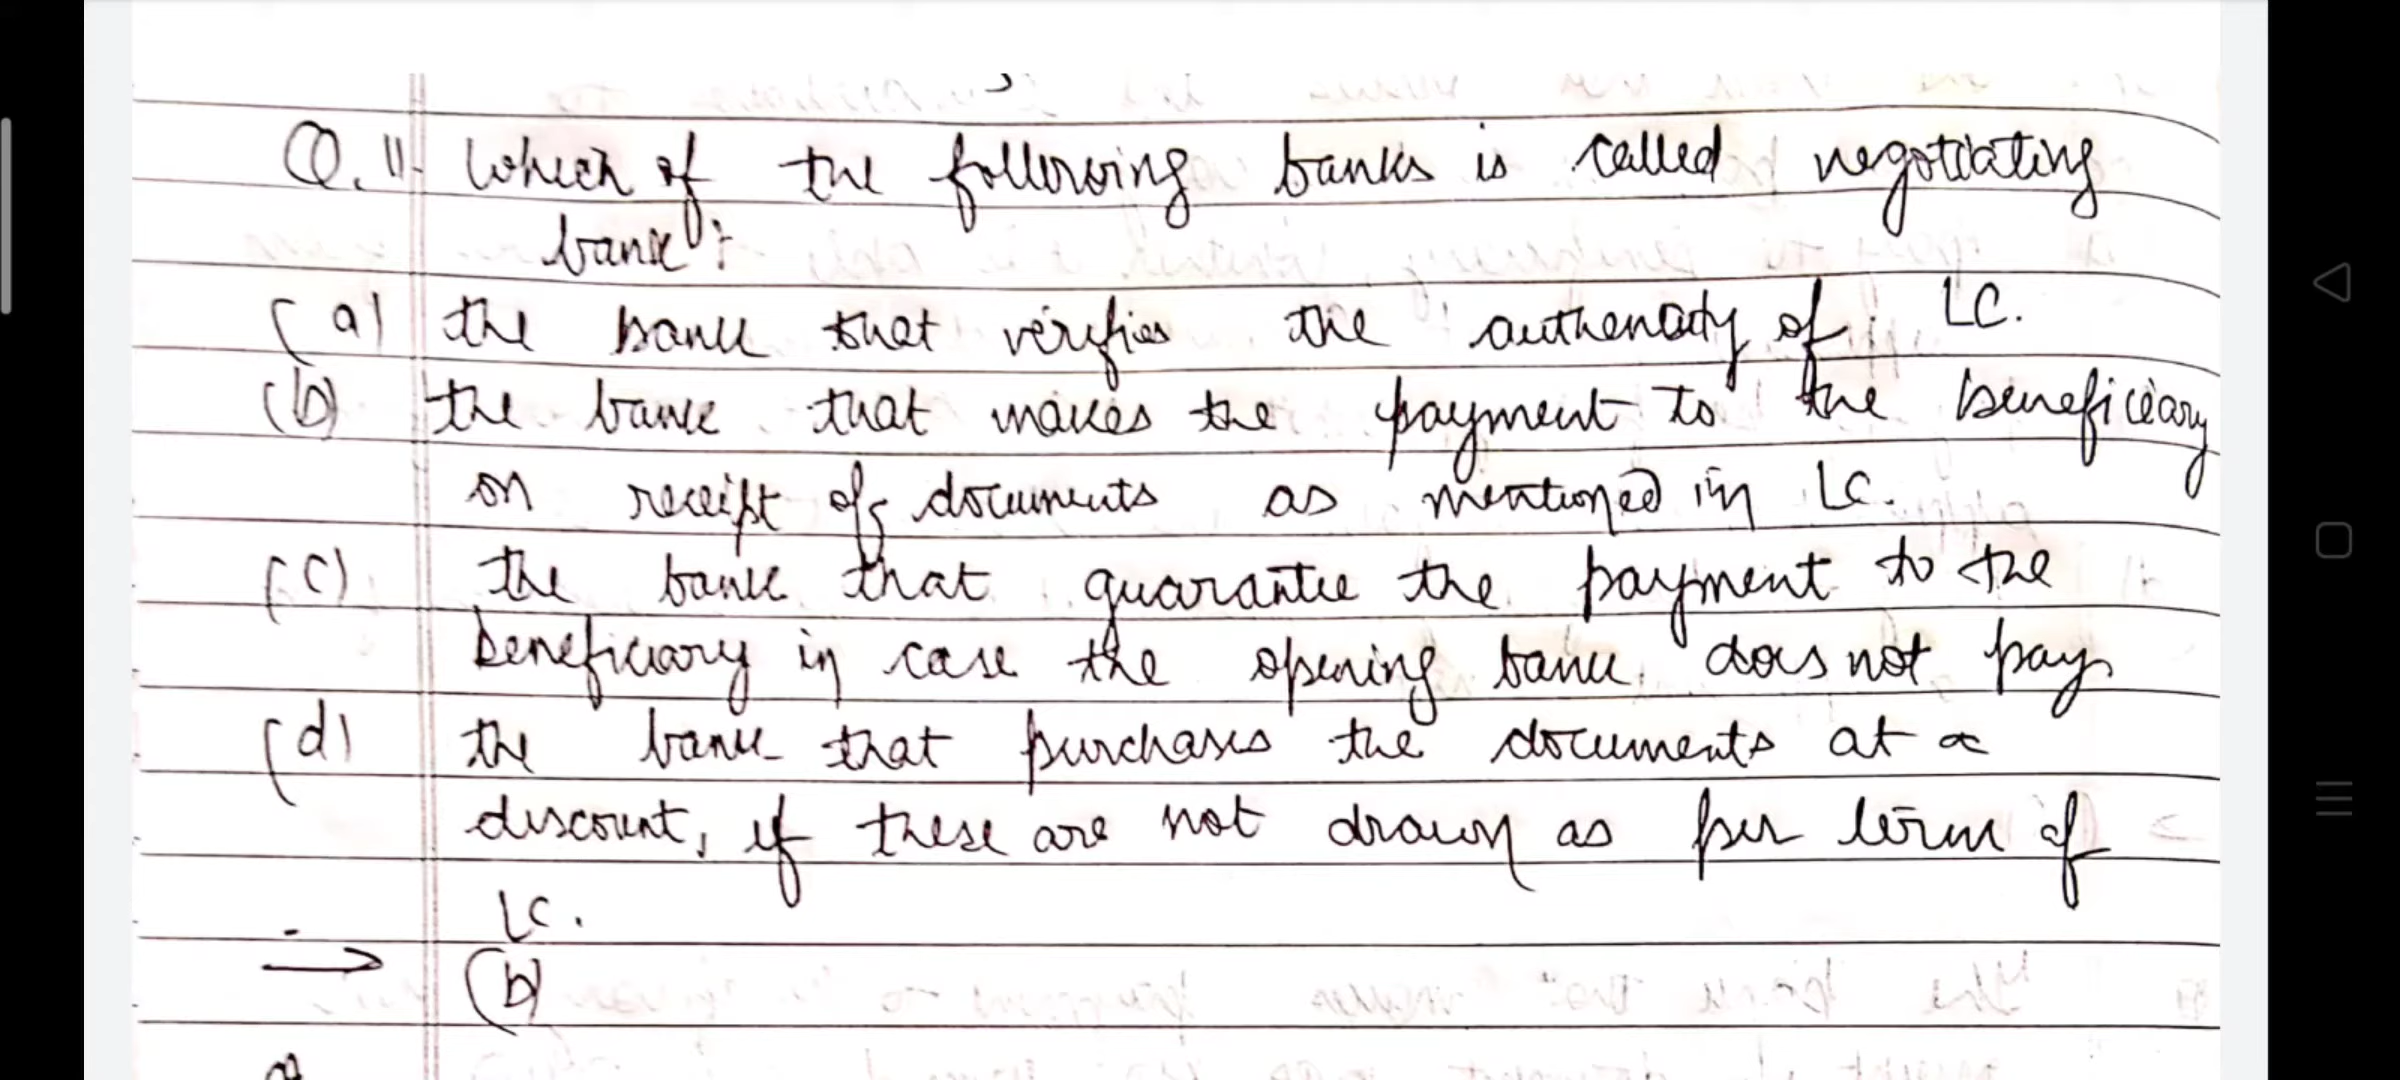 Q. 11. Which of the following banks is called negotiating
bank?
(a) the bank that verifies the authenticity of LC.
(b) the bank that makes the payment to the beneficiary
on receipt of documents as mentioned in LC.
(c) the bank that guarantee the payment to the
beneficiary in case the opening bank does not pay
(d) the bank that purchases the documents at a
discount, if these are not drawn as per term of
LC.
→ (b)